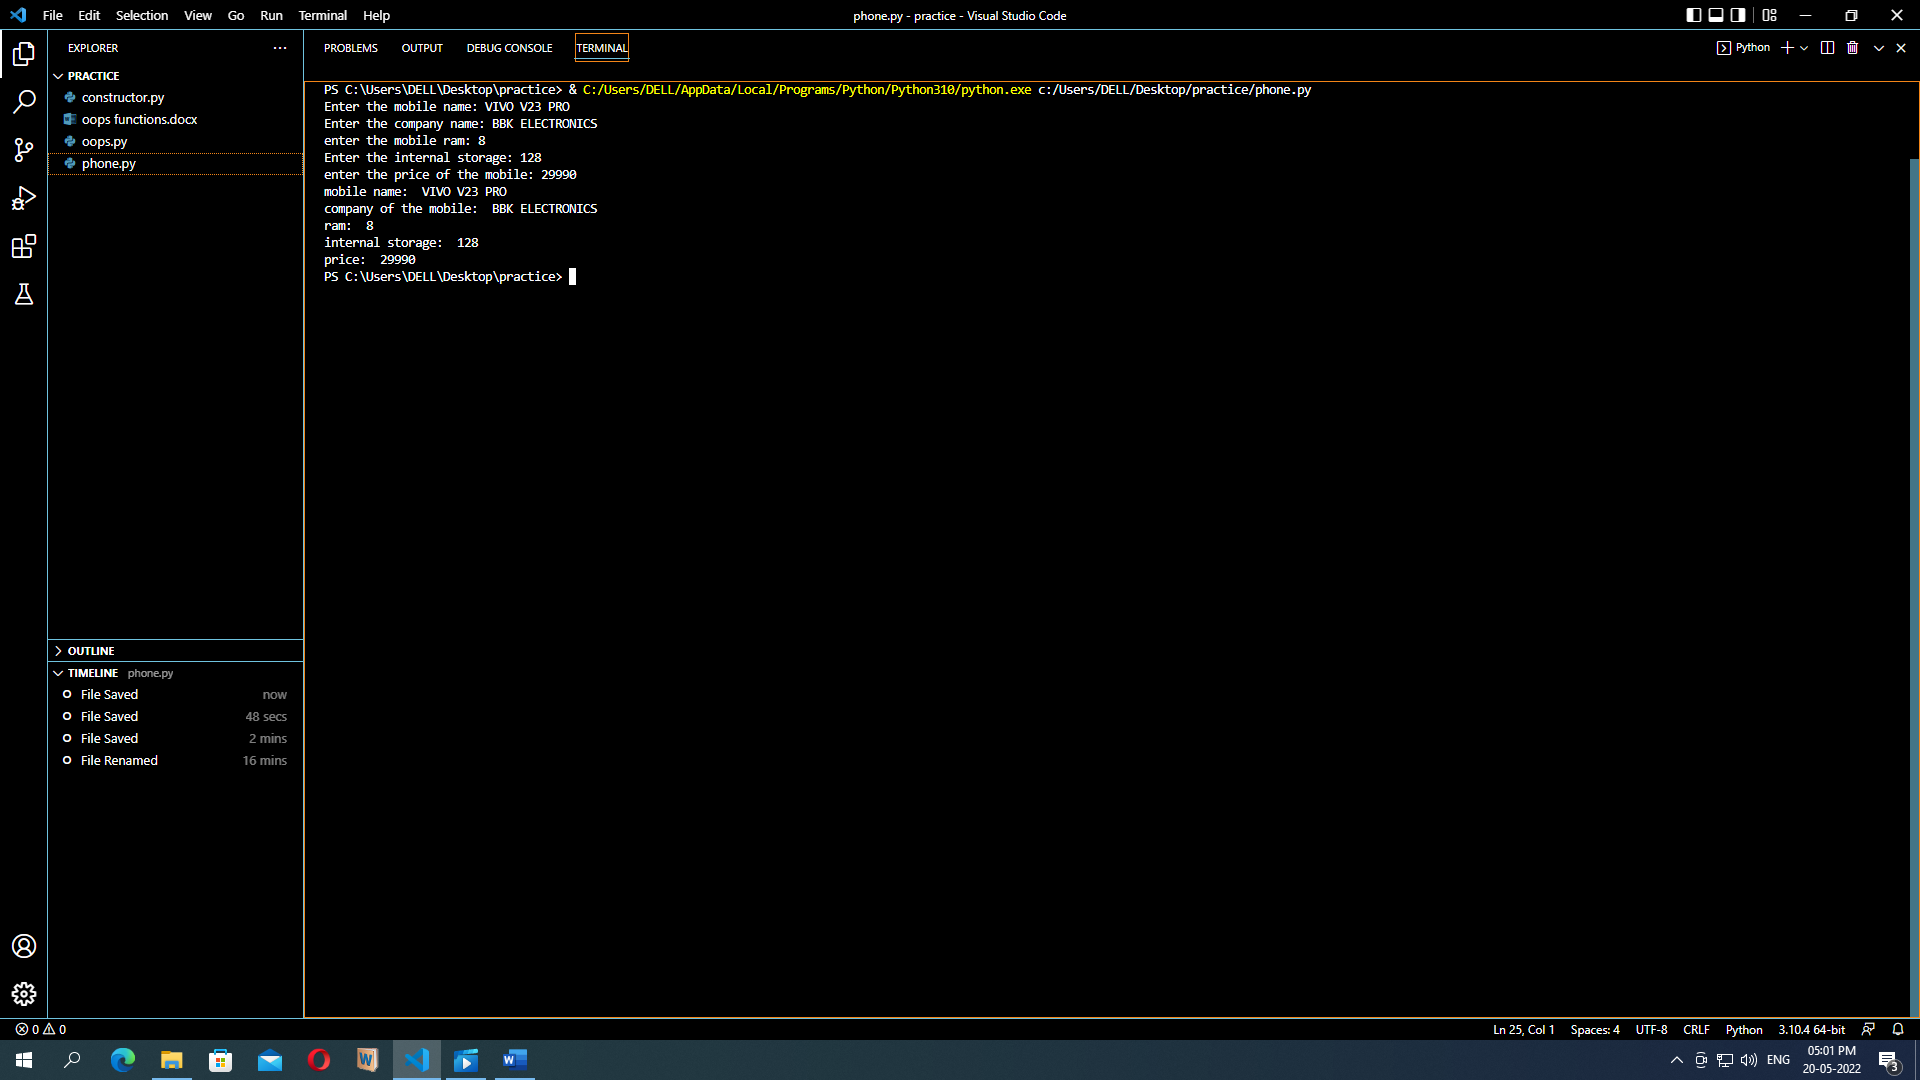 File Edit Selection View Go Run Terminal Help
phone.py - practice - Visual Studio Code
EXPLORER
PRACTICE
constructor.py
oops functions.docx
oops.py
phone.py
OUTLINE
TIMELINE phone.py
File Saved now
File Saved 48 secs
File Saved 2 mins
File Renamed 16 mins
PROBLEMS OUTPUT DEBUG CONSOLE TERMINAL
Python
PS C:\Users\DELL\Desktop\practice> & C:/Users/DELL/AppData/Local/Programs/Python/Python310/python.exe c:/Users/DELL/Desktop/practice/phone.py
Enter the mobile name: VIVO V23 PRO
Enter the company name: BBK ELECTRONICS
enter the mobile ram: 8
Enter the internal storage: 128
enter the price of the mobile: 29990
mobile name:  VIVO V23 PRO
company of the mobile:  BBK ELECTRONICS
ram:  8
internal storage:  128
price:  29990
PS C:\Users\DELL\Desktop\practice>
0 0
Ln 25, Col 1 Spaces: 4 UTF-8 CRLF Python 3.10.4 64-bit
ENG
05:01 PM
20-05-2022
3